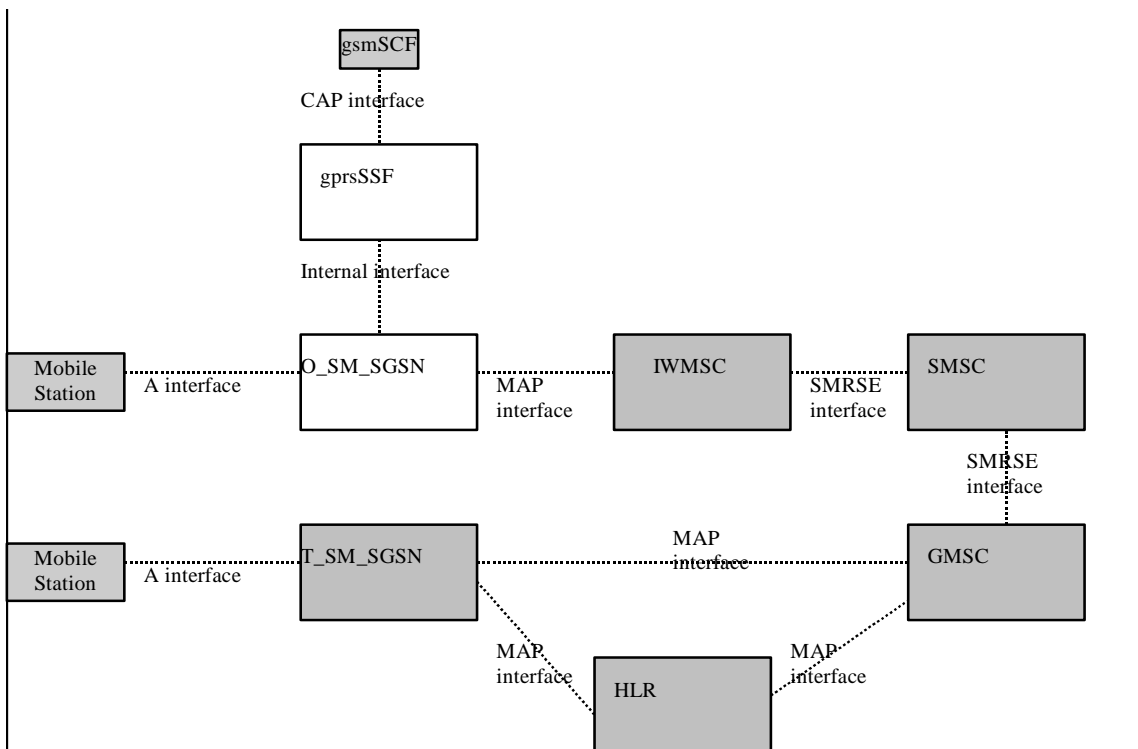 gsmSCF
CAP interface
gprsSSF
Internal interface
Mobile
Station
A interface
O_SM_SGSN
MAP
interface
IWMSC
SMRSE
interface
SMSC
SMRSE
interface
Mobile
Station
A interface
T_SM_SGSN
MAP
interface
GMSC
MAP
interface
HLR
MAP
interface